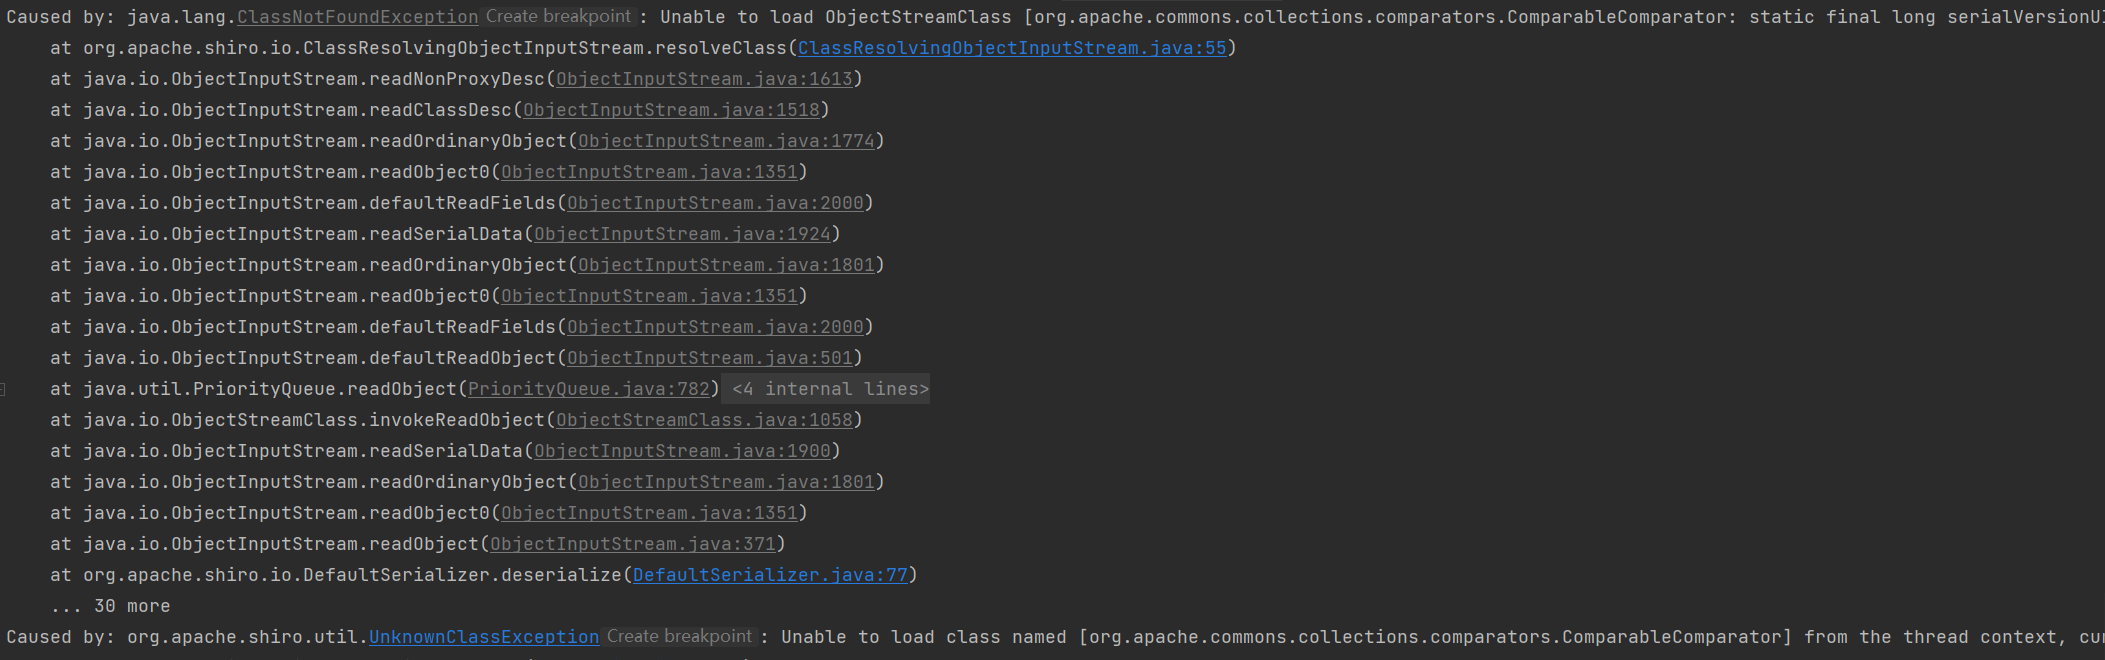 Caused by: java.lang.ClassNotFoundException Create breakpoint : Unable to load ObjectStreamClass [org.apache.commons.collections.comparators.ComparableComparator: static final long serialVersionUI
at org.apache.shiro.io.ClassResolvingObjectInputStream.resolveClass(ClassResolvingObjectInputStream.java:55)
at java.io.ObjectInputStream.readNonProxyDesc(ObjectInputStream.java:1613)
at java.io.ObjectInputStream.readClassDesc(ObjectInputStream.java:1518)
at java.io.ObjectInputStream.readOrdinaryObject(ObjectInputStream.java:1774)
at java.io.ObjectInputStream.readObject0(ObjectInputStream.java:1351)
at java.io.ObjectInputStream.defaultReadFields(ObjectInputStream.java:2000)
at java.io.ObjectInputStream.readSerialData(ObjectInputStream.java:1924)
at java.io.ObjectInputStream.readOrdinaryObject(ObjectInputStream.java:1801)
at java.io.ObjectInputStream.readObject0(ObjectInputStream.java:1351)
at java.io.ObjectInputStream.defaultReadFields(ObjectInputStream.java:2000)
at java.io.ObjectInputStream.defaultReadObject(ObjectInputStream.java:501)
at java.util.PriorityQueue.readObject(PriorityQueue.java:782) <4 internal lines>
at java.io.ObjectStreamClass.invokeReadObject(ObjectStreamClass.java:1058)
at java.io.ObjectInputStream.readSerialData(ObjectInputStream.java:1900)
at java.io.ObjectInputStream.readOrdinaryObject(ObjectInputStream.java:1801)
at java.io.ObjectInputStream.readObject0(ObjectInputStream.java:1351)
at java.io.ObjectInputStream.readObject(ObjectInputStream.java:371)
at org.apache.shiro.io.DefaultSerializer.deserialize(DefaultSerializer.java:77)
... 30 more
Caused by: org.apache.shiro.util.UnknownClassException Create breakpoint : Unable to load class named [org.apache.commons.collections.comparators.ComparableComparator] from the thread context, cur